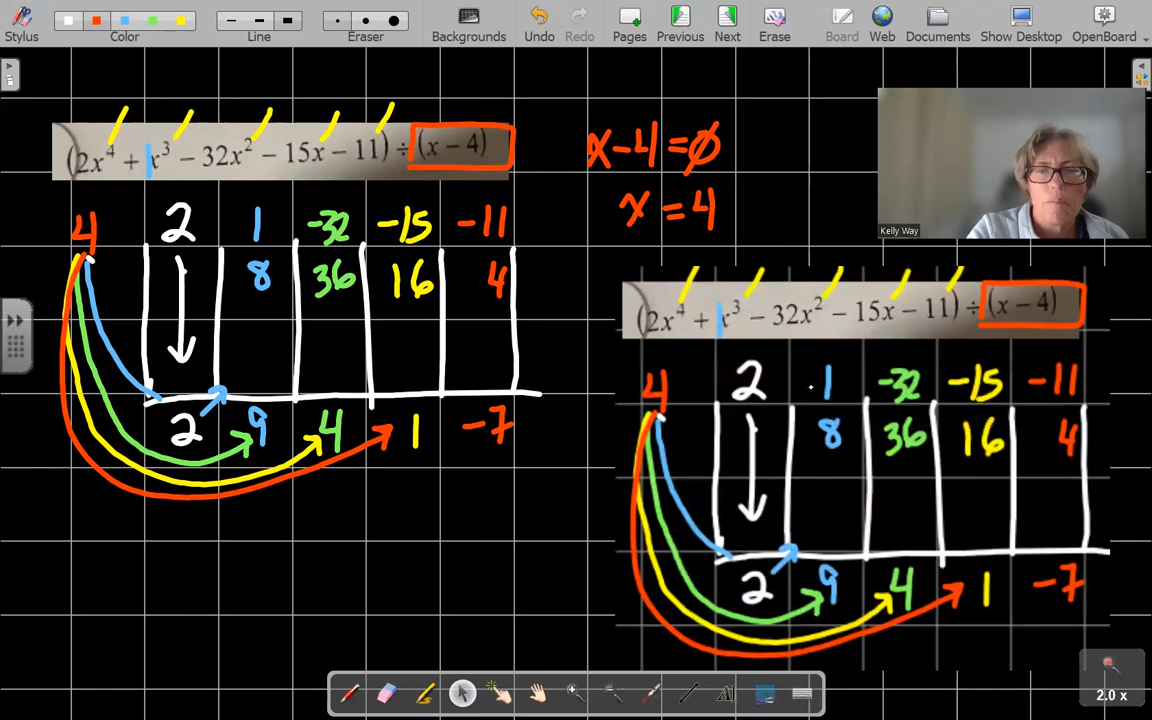 Stylus Color Line Eraser Backgrounds Undo Redo Pages Previous Next Erase Board Web Documents Show Desktop OpenBoard
(2x⁴ + x³ − 32x² − 15x − 11) ÷ (x − 4)
x-4=0
x=4
4 2 1 -32 -15 -11
8 36 16 4
2 9 4 1 -7
Kelly Way
(2x⁴ + x³ − 32x² − 15x − 11) ÷ (x − 4)
4 2 1 -32 -15 -11
8 36 16 4
2 9 4 1 -7
2.0 x